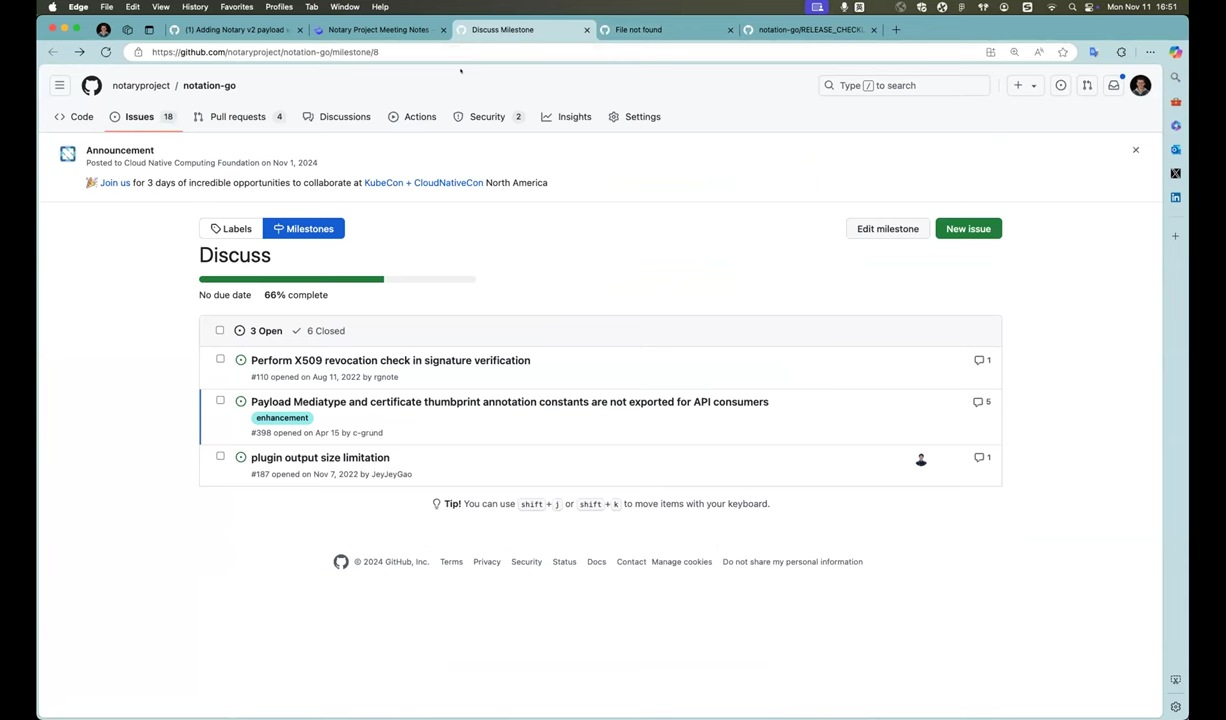 Edge File Edit View History Favorites Profiles Tab Window Help Mon Nov 11 16:51
(1) Adding Notary v2 payload Notary Project Meeting Notes Discuss Milestone File not found notation-go/RELEASE_CHECKL
https://github.com/notaryproject/notation-go/milestone/8
notaryproject / notation-go Type / to search
Code Issues 18 Pull requests 4 Discussions Actions Security 2 Insights Settings
Announcement
Posted to Cloud Native Computing Foundation on Nov 1, 2024
🎉 Join us for 3 days of incredible opportunities to collaborate at KubeCon + CloudNativeCon North America
Labels Milestones Edit milestone New issue
Discuss
No due date 66% complete
3 Open 6 Closed
Perform X509 revocation check in signature verification 1
#110 opened on Aug 11, 2022 by rgnote
Payload Mediatype and certificate thumbprint annotation constants are not exported for API consumers 5
enhancement
#398 opened on Apr 15 by c-grund
plugin output size limitation 1
#187 opened on Nov 7, 2022 by JeyJeyGao
Tip! You can use shift + j or shift + k to move items with your keyboard.
© 2024 GitHub, Inc. Terms Privacy Security Status Docs Contact Manage cookies Do not share my personal information